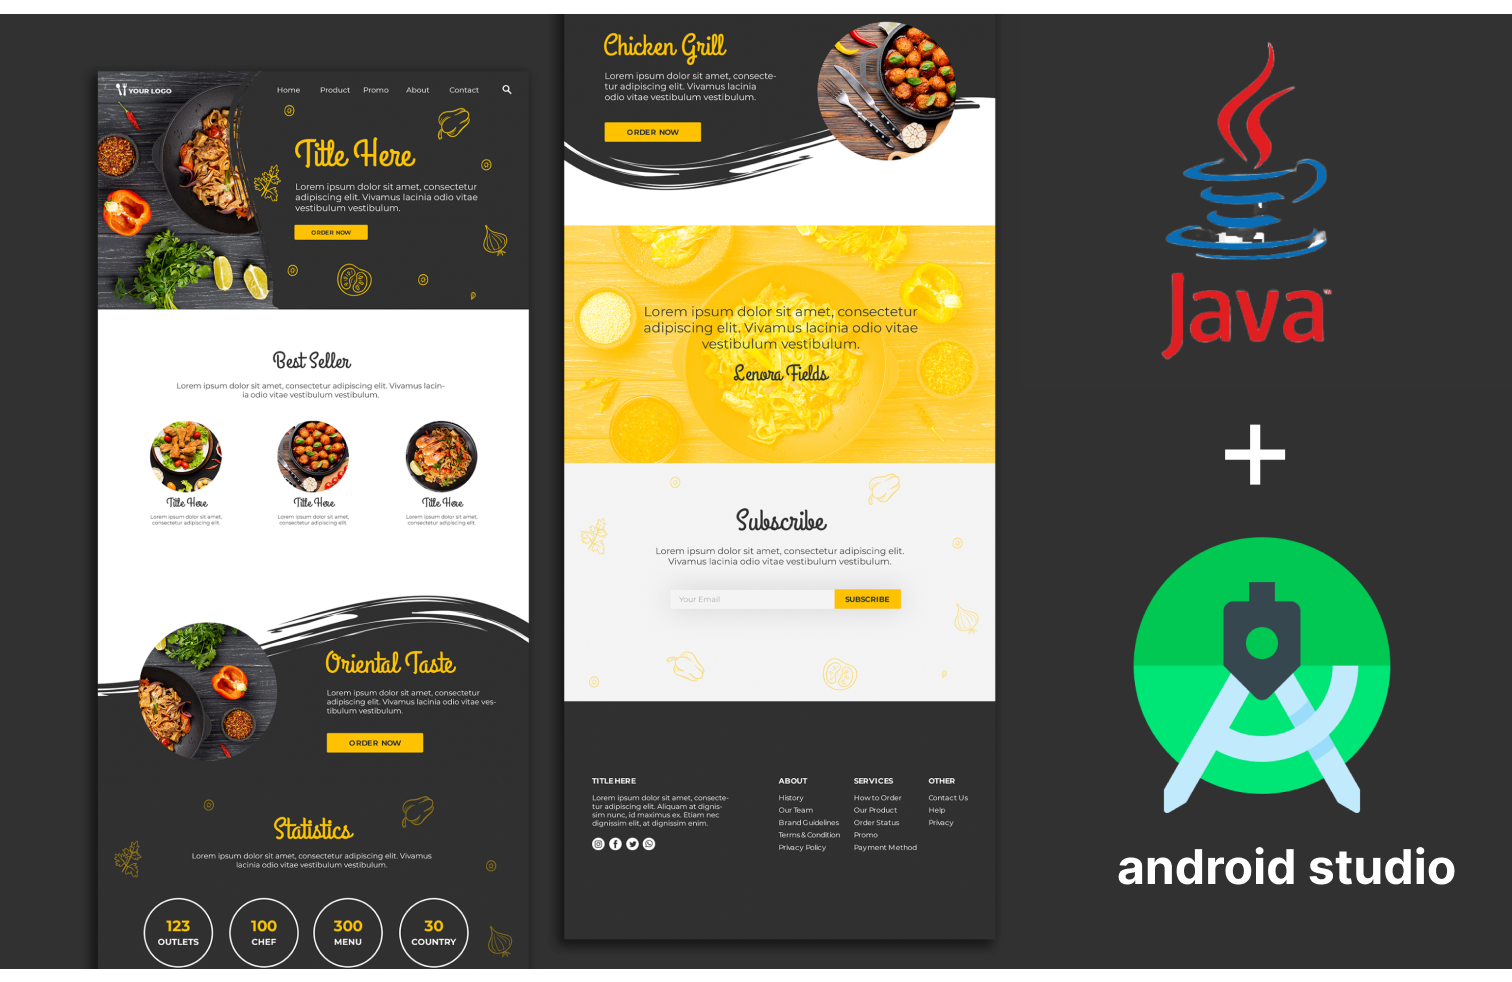 YOUR LOGO
Home Product Promo About Contact
Title Here
Lorem ipsum dolor sit amet, consectetur
adipiscing elit. Vivamus lacinia odio vitae
vestibulum vestibulum.
ORDER NOW
Best Seller
Lorem ipsum dolor sit amet, consectetur adipiscing elit. Vivamus lacin-
ia odio vitae vestibulum vestibulum.
Title Here
Lorem ipsum dolor sit amet,
consectetur adipiscing elit.
Title Here
Lorem ipsum dolor sit amet,
consectetur adipiscing elit.
Title Here
Lorem ipsum dolor sit amet,
consectetur adipiscing elit.
Oriental Taste
Lorem ipsum dolor sit amet, consectetur
adipiscing elit. Vivamus lacinia odio vitae ves-
tibulum vestibulum.
ORDER NOW
Statistics
Lorem ipsum dolor sit amet, consectetur adipiscing elit. Vivamus
lacinia odio vitae vestibulum vestibulum.
123
OUTLETS
100
CHEF
300
MENU
30
COUNTRY
Chicken Grill
Lorem ipsum dolor sit amet, consecte-
tur adipiscing elit. Vivamus lacinia
odio vitae vestibulum vestibulum.
ORDER NOW
Lorem ipsum dolor sit amet, consectetur
adipiscing elit. Vivamus lacinia odio vitae
vestibulum vestibulum.
Lenora Fields
Subscribe
Lorem ipsum dolor sit amet, consectetur adipiscing elit.
Vivamus lacinia odio vitae vestibulum vestibulum.
Your Email
SUBSCRIBE
TITLE HERE
Lorem ipsum dolor sit amet, consecte-
tur adipiscing elit. Aliquam at dignis-
sim nunc, id maximus ex. Etiam nec
dignissim elit, at dignissim enim.
ABOUT
History
Our Team
Brand Guidelines
Terms & Condition
Privacy Policy
SERVICES
How to Order
Our Product
Order Status
Promo
Payment Method
OTHER
Contact Us
Help
Privacy
Java
+
android studio